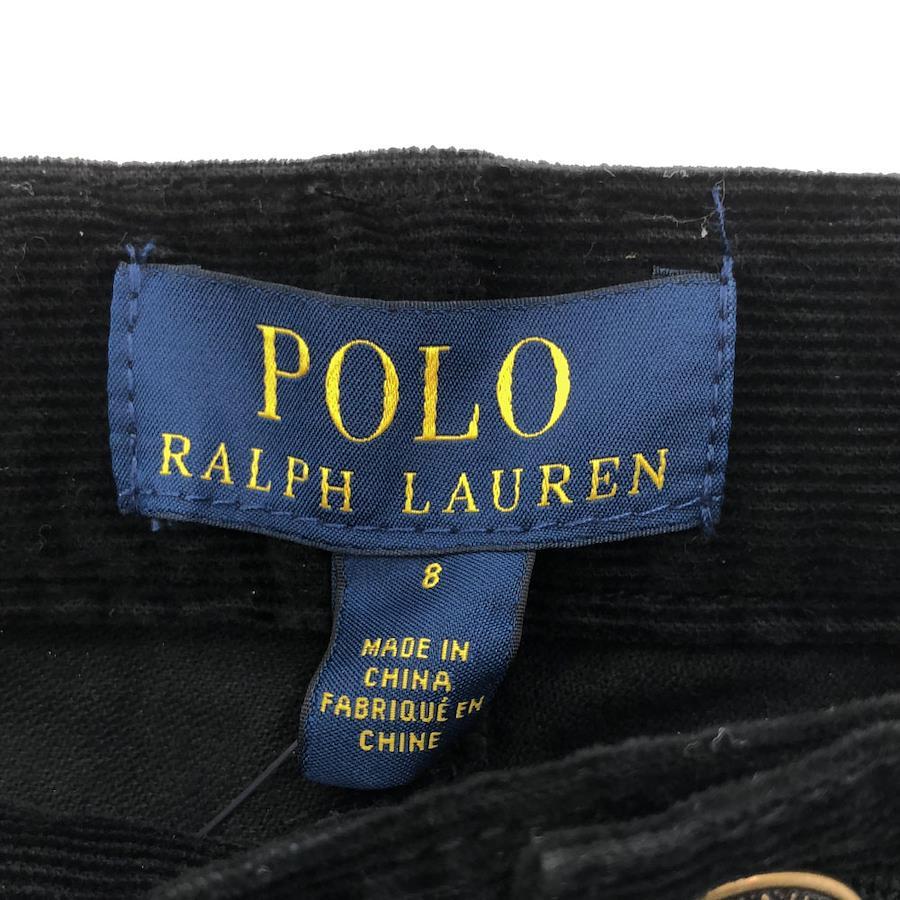 POLO
RALPH LAUREN
8
MADE IN
CHINA
FABRIQUÉ EN
CHINE